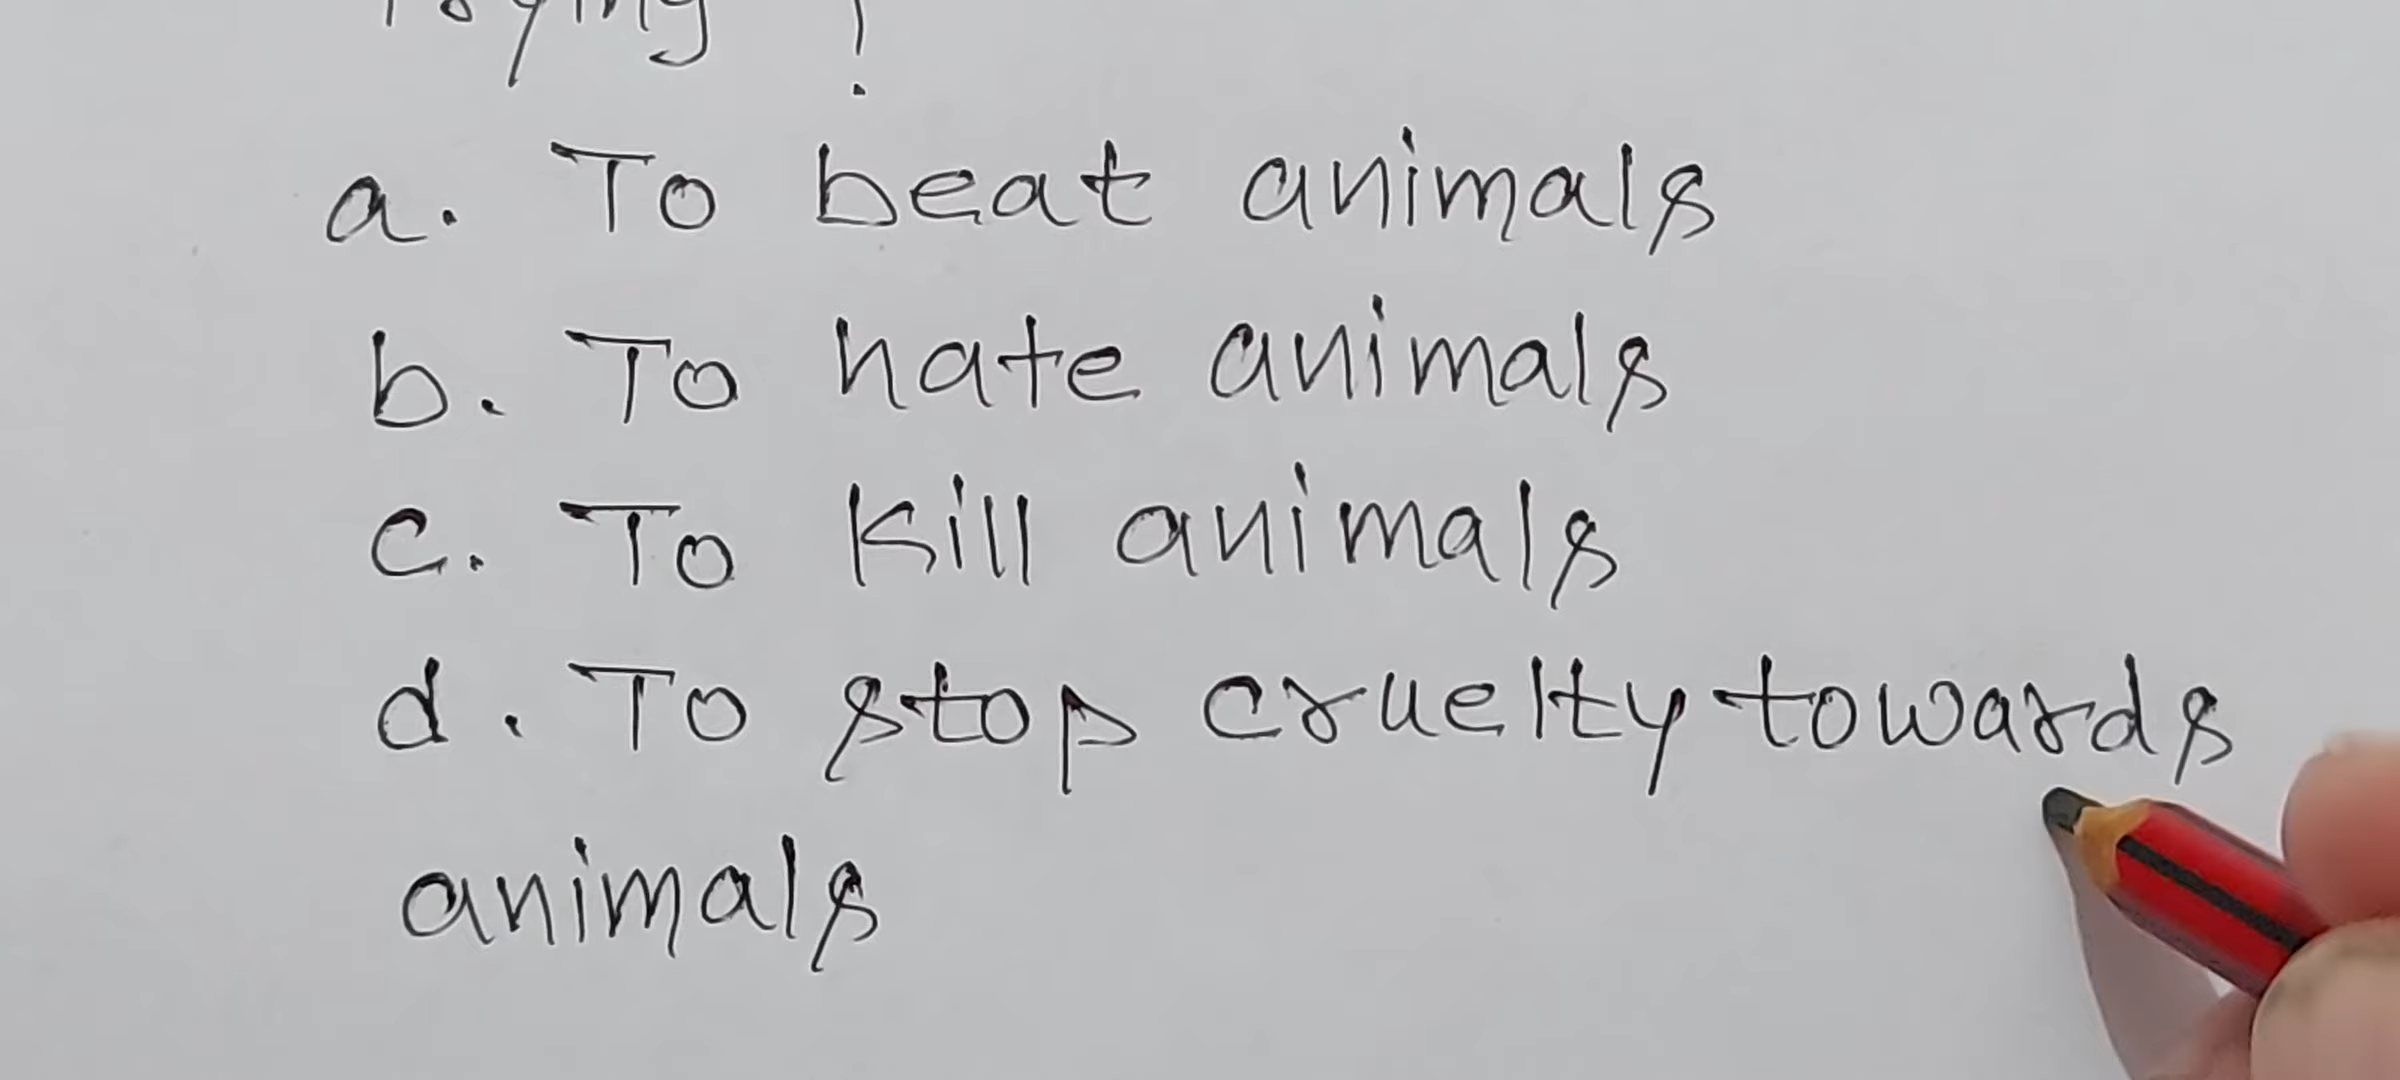 a. To beat animals
b. To hate animals
c. To kill animals
d. To stop cruelty towards
animals